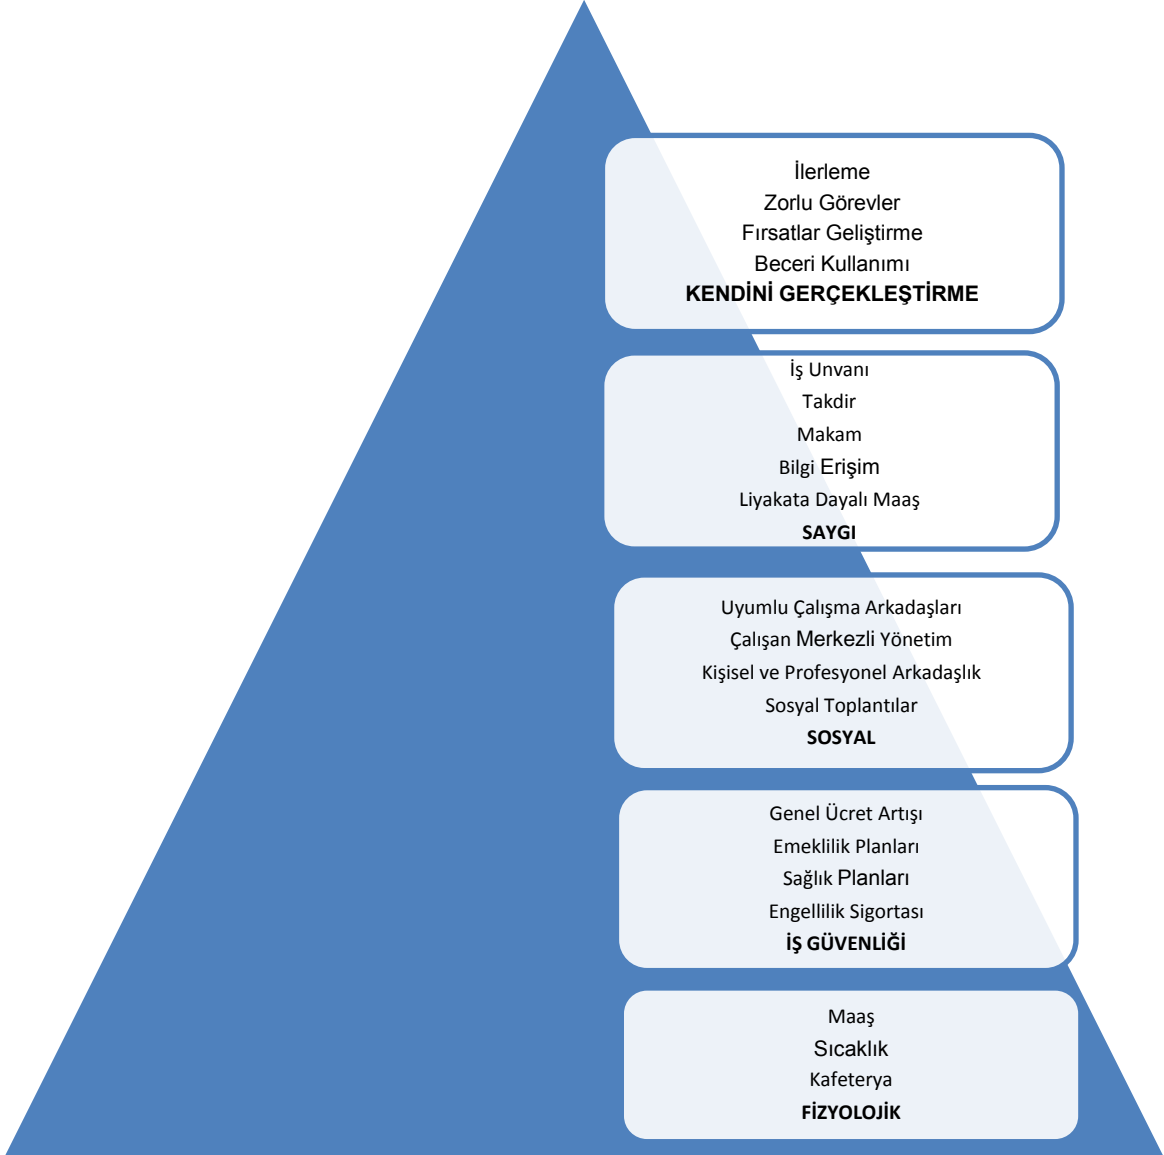 İlerleme
Zorlu Görevler
Fırsatlar Geliştirme
Beceri Kullanımı
KENDİNİ GERÇEKLEŞTİRME
İş Unvanı
Takdir
Makam
Bilgi Erişim
Liyakata Dayalı Maaş
SAYGI
Uyumlu Çalışma Arkadaşları
Çalışan Merkezli Yönetim
Kişisel ve Profesyonel Arkadaşlık
Sosyal Toplantılar
SOSYAL
Genel Ücret Artışı
Emeklilik Planları
Sağlık Planları
Engellilik Sigortası
İŞ GÜVENLİĞİ
Maaş
Sıcaklık
Kafeterya
FİZYOLOJİK